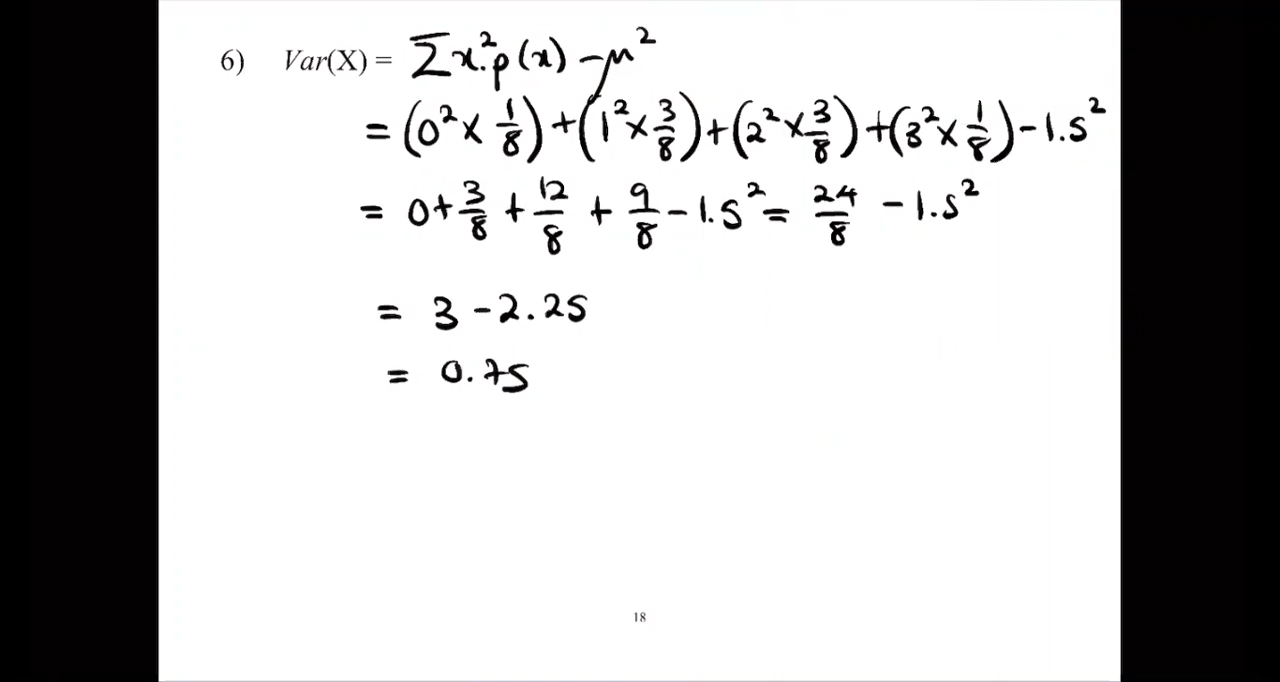 6) Var(X) = Σx².p(x) - μ²
= (0² × 1/8) + (1² × 3/8) + (2² × 3/8) + (3² × 1/8) - 1.5²
= 0 + 3/8 + 12/8 + 9/8 - 1.5² = 24/8 - 1.5²
= 3 - 2.25
= 0.75
18